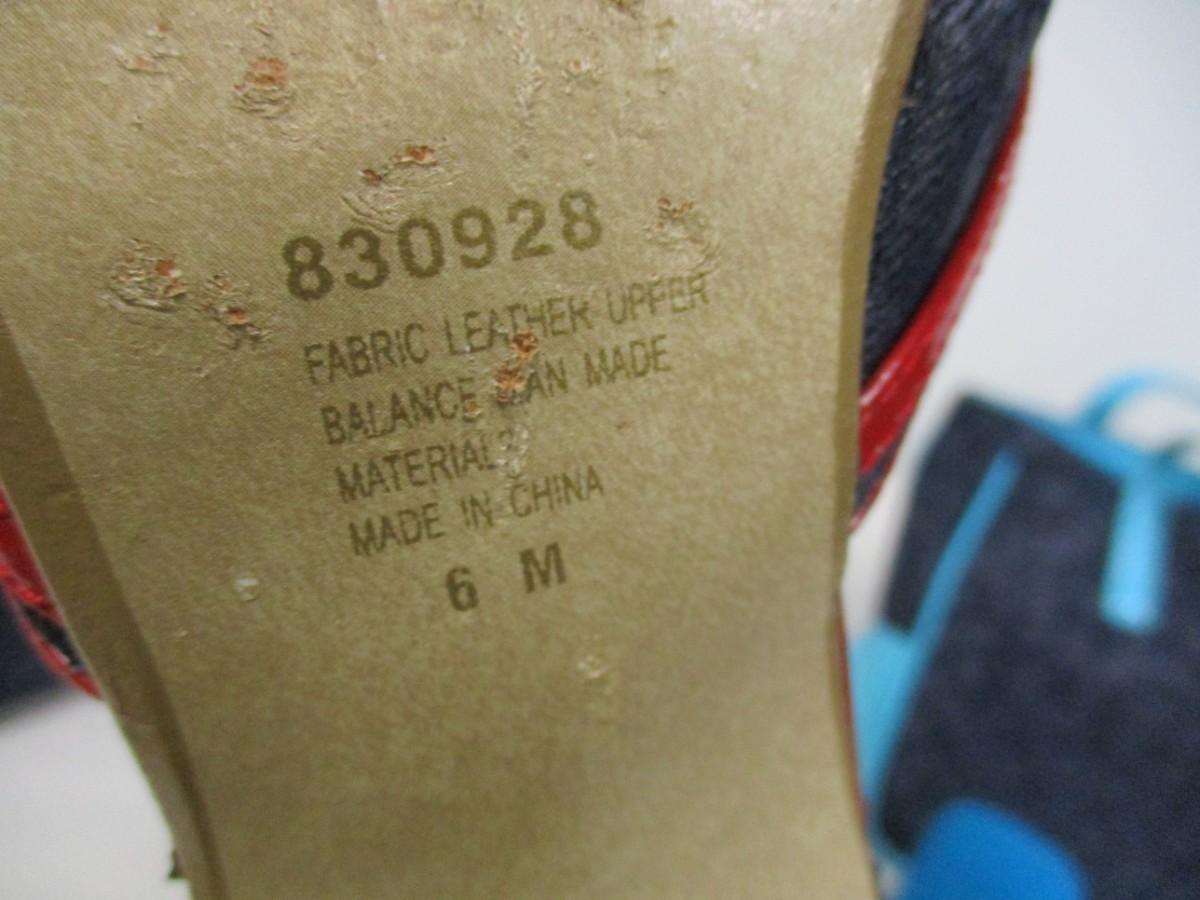 830928
FABRIC LEATHER UPPER
BALANCE MAN MADE
MATERIALS
MADE IN CHINA
6 M